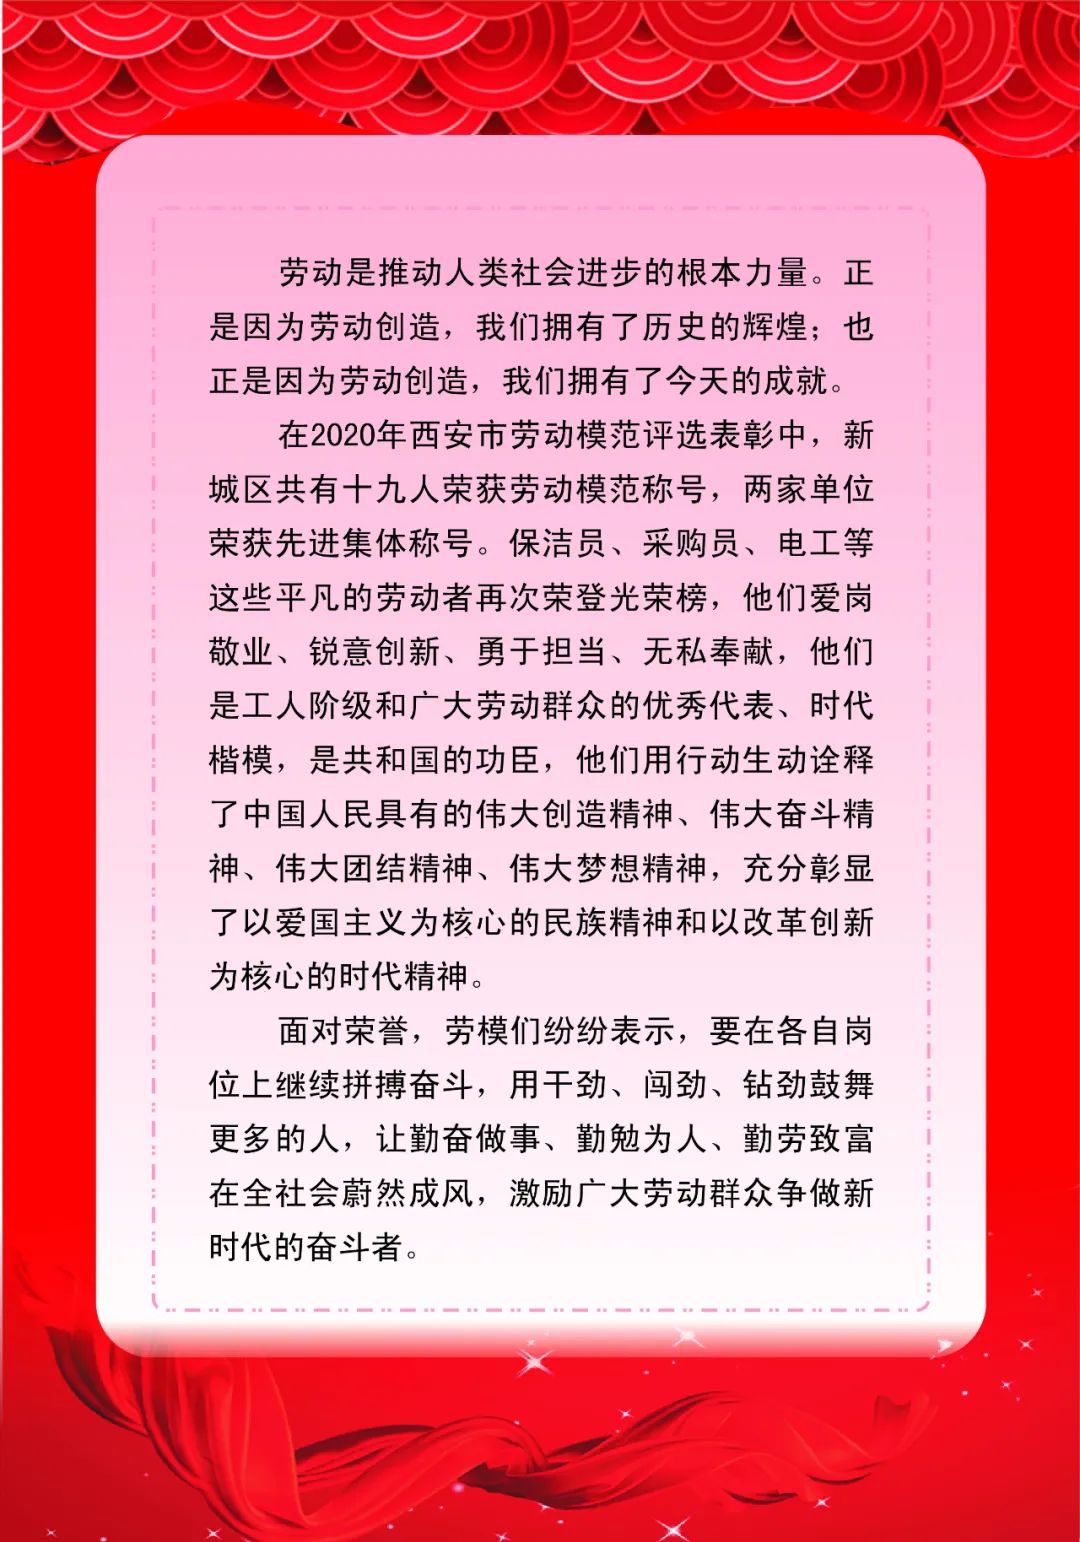 劳动是推动人类社会进步的根本力量。正
是因为劳动创造，我们拥有了历史的辉煌；也
正是因为劳动创造，我们拥有了今天的成就。
在2020年西安市劳动模范评选表彰中，新
城区共有十九人荣获劳动模范称号，两家单位
荣获先进集体称号。保洁员、采购员、电工等
这些平凡的劳动者再次荣登光荣榜，他们爱岗
敬业、锐意创新、勇于担当、无私奉献，他们
是工人阶级和广大劳动群众的优秀代表、时代
楷模，是共和国的功臣，他们用行动生动诠释
了中国人民具有的伟大创造精神、伟大奋斗精
神、伟大团结精神、伟大梦想精神，充分彰显
了以爱国主义为核心的民族精神和以改革创新
为核心的时代精神。
面对荣誉，劳模们纷纷表示，要在各自岗
位上继续拼搏奋斗，用干劲、闯劲、钻劲鼓舞
更多的人，让勤奋做事、勤勉为人、勤劳致富
在全社会蔚然成风，激励广大劳动群众争做新
时代的奋斗者。